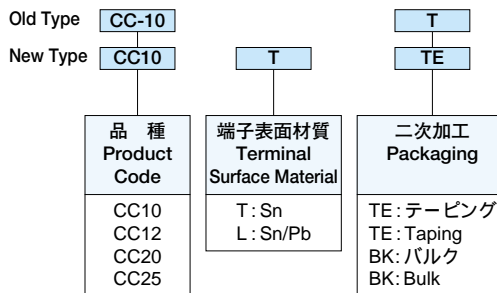 Old Type CC-10 T
New Type CC10 T TE
品 種
Product
Code
CC10
CC12
CC20
CC25
端子表面材質
Terminal
Surface Material
T : Sn
L : Sn/Pb
二次加工
Packaging
TE : テーピング
TE : Taping
BK: バルク
BK: Bulk